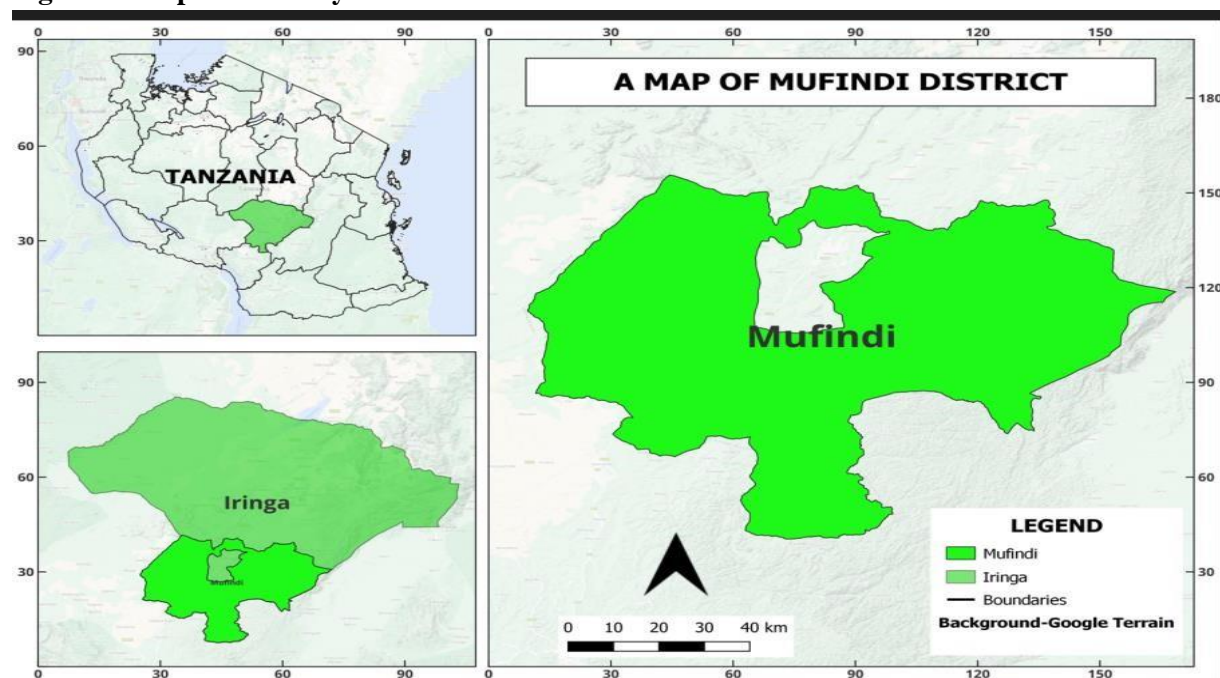 0 30 60 90
90
60
30
TANZANIA
0 30 60 90 120 150
A MAP OF MUFINDI DISTRICT
180
150
120
90
60
30
Mufindi
90
60
30
Iringa
Mufindi
0 30 60 90
LEGEND
Mufindi
Iringa
Boundaries
Background-Google Terrain
0 10 20 30 40 km
0 30 60 90 120 150